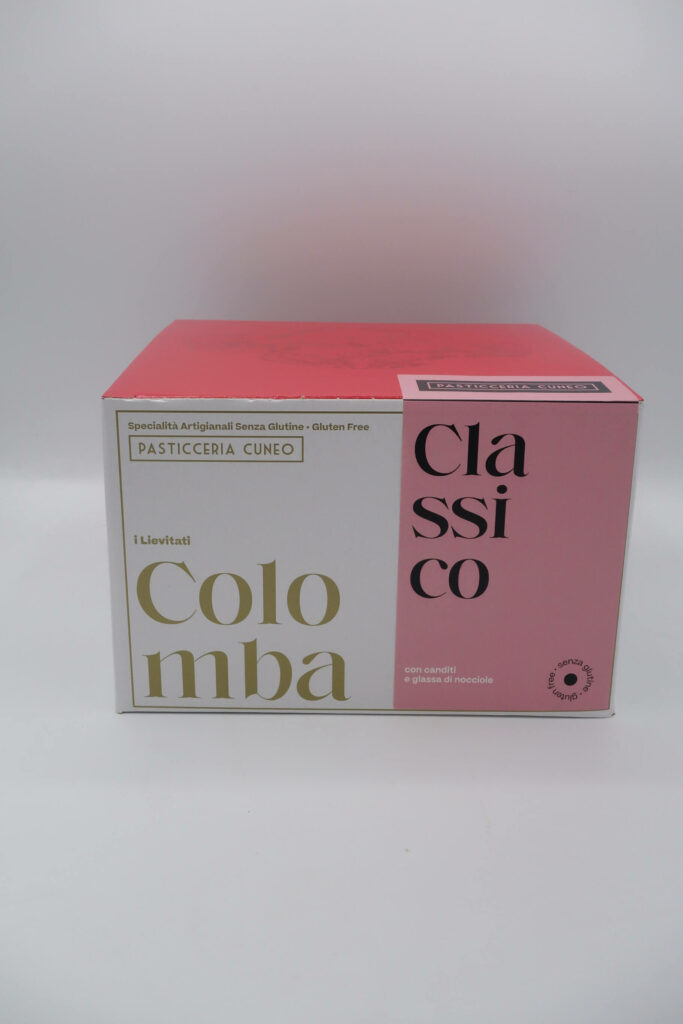 Specialità Artigianali Senza Glutine • Gluten Free
PASTICCERIA CUNEO
i Lievitati
Colo
mba
PASTICCERIA CUNEO
Cla
ssi
co
con canditi
e glassa di nocciole
senza glutine • gluten free •